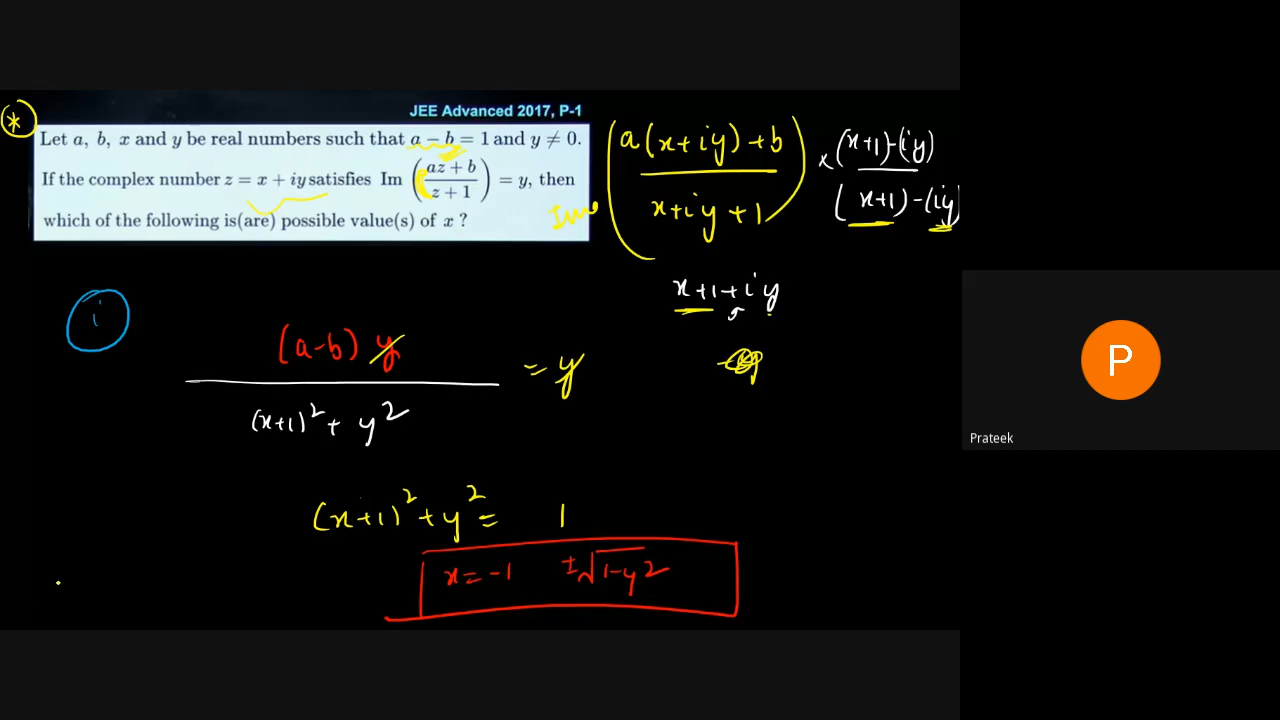 JEE Advanced 2017, P-1
*
Let a, b, x and y be real numbers such that a − b = 1 and y ≠ 0.
If the complex number z = x + iy satisfies Im ( az + b / z + 1 ) = y, then
which of the following is(are) possible value(s) of x ?
( a(x+iy)+b / x+iy+1 ) × (x+1)-(iy) / (x+1)-(iy)
x+1+iy
i
(a-b) y / (x+1)² + y² = y
(x+1)² + y² = 1
x = -1 ± √1-y²
P
Prateek